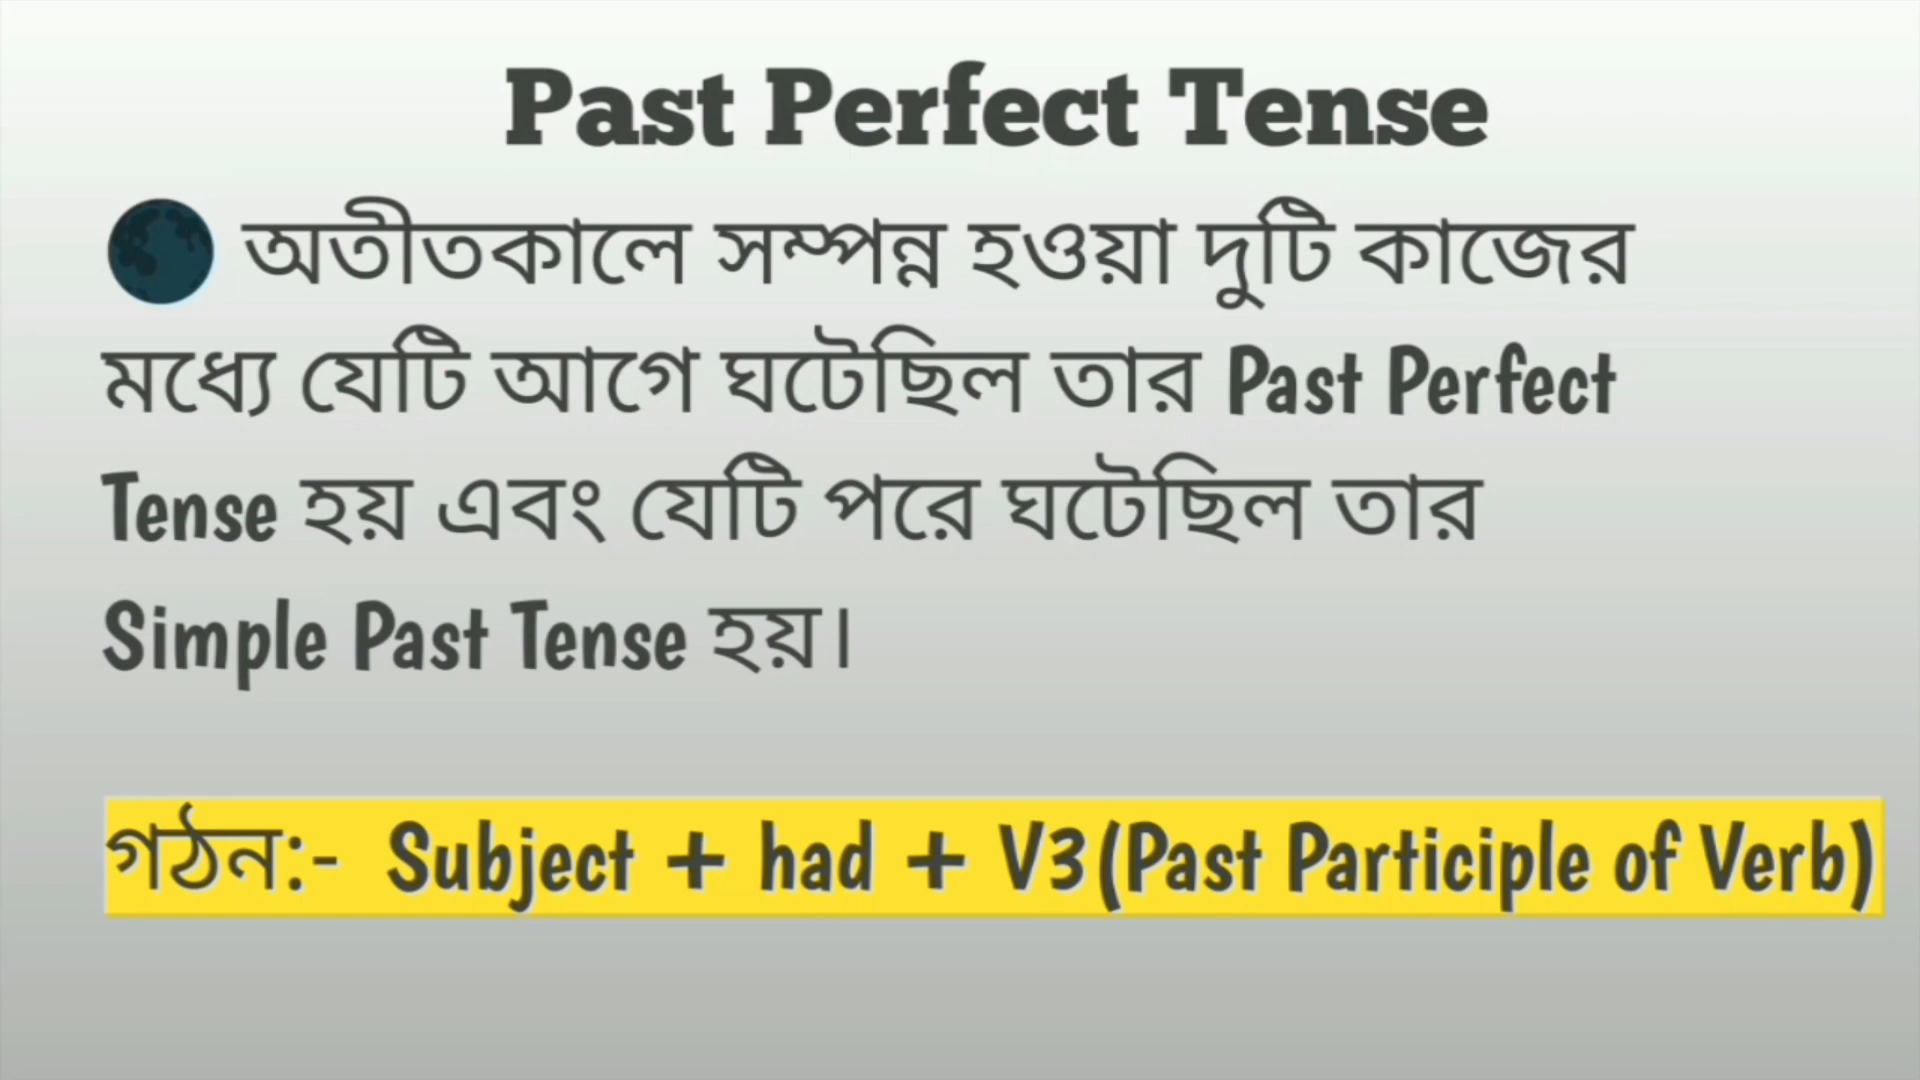 Past Perfect Tense
🌑 অতীতকালে সম্পন্ন হওয়া দুটি কাজের
মধ্যে যেটি আগে ঘটেছিল তার Past Perfect
Tense হয় এবং যেটি পরে ঘটেছিল তার
Simple Past Tense হয়।
গঠন:- Subject + had + V3(Past Participle of Verb)